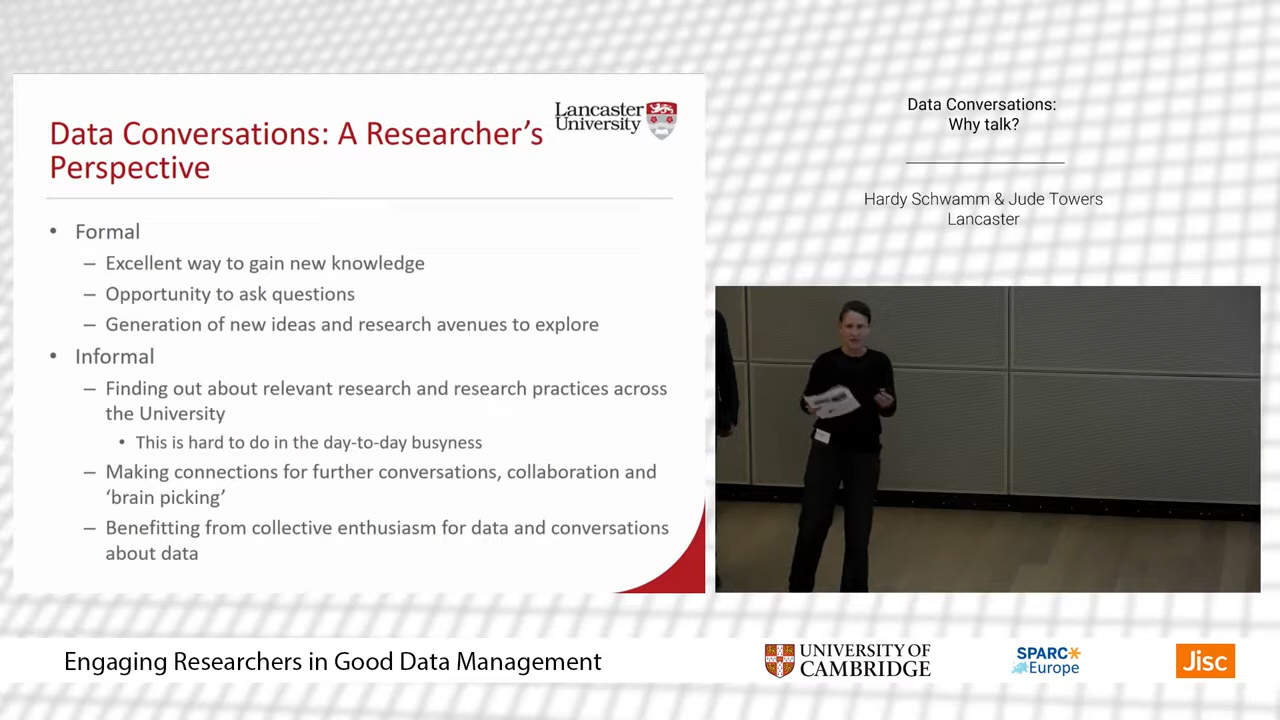 Data Conversations: A Researcher's
Perspective
Lancaster
University
• Formal
– Excellent way to gain new knowledge
– Opportunity to ask questions
– Generation of new ideas and research avenues to explore
• Informal
– Finding out about relevant research and research practices across
the University
• This is hard to do in the day-to-day busyness
– Making connections for further conversations, collaboration and
‘brain picking’
– Benefitting from collective enthusiasm for data and conversations
about data
Data Conversations:
Why talk?
Hardy Schwamm & Jude Towers
Lancaster
Engaging Researchers in Good Data Management
UNIVERSITY OF
CAMBRIDGE
SPARC
Europe
Jisc